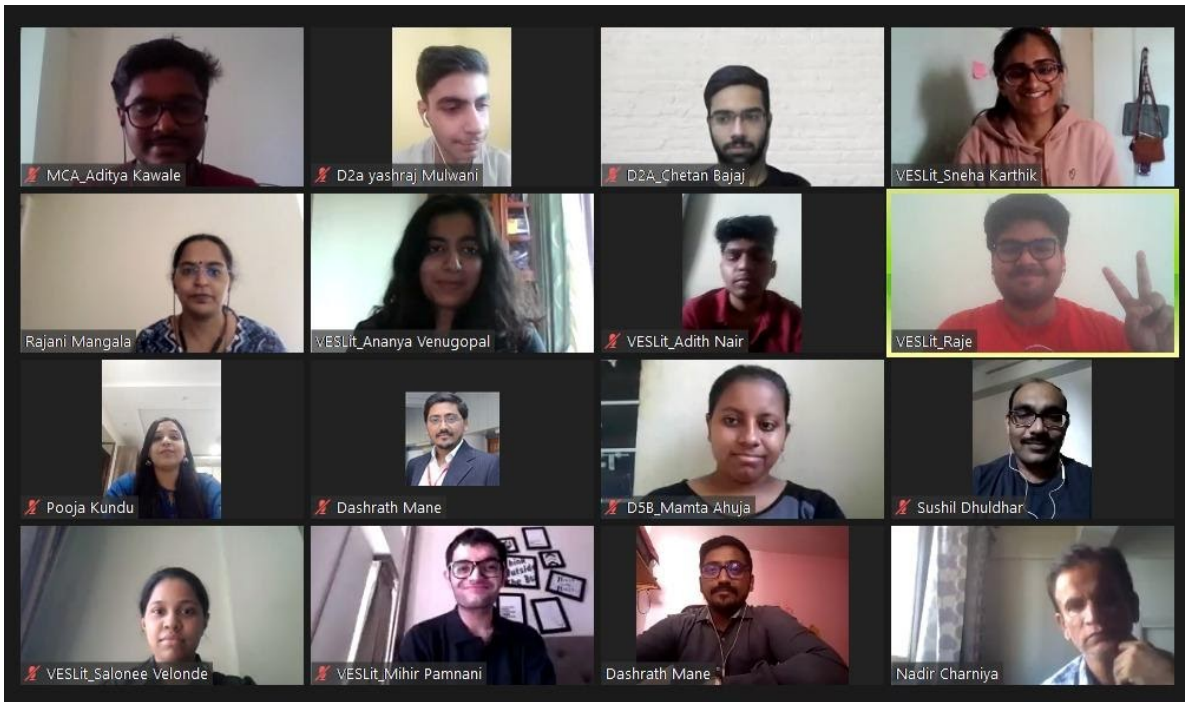 MCA_Aditya Kawale
D2a yashraj Mulwani
D2A_Chetan Bajaj
VESLit_Sneha Karthik
Rajani Mangala
VESLit_Ananya Venugopal
VESLit_Adith Nair
VESLit_Raje
Pooja Kundu
Dashrath Mane
D5B_Mamta Ahuja
Sushil Dhuldhar
VESLit_Salonee Velonde
VESLit_Mihir Pamnani
Dashrath Mane
Nadir Charniya